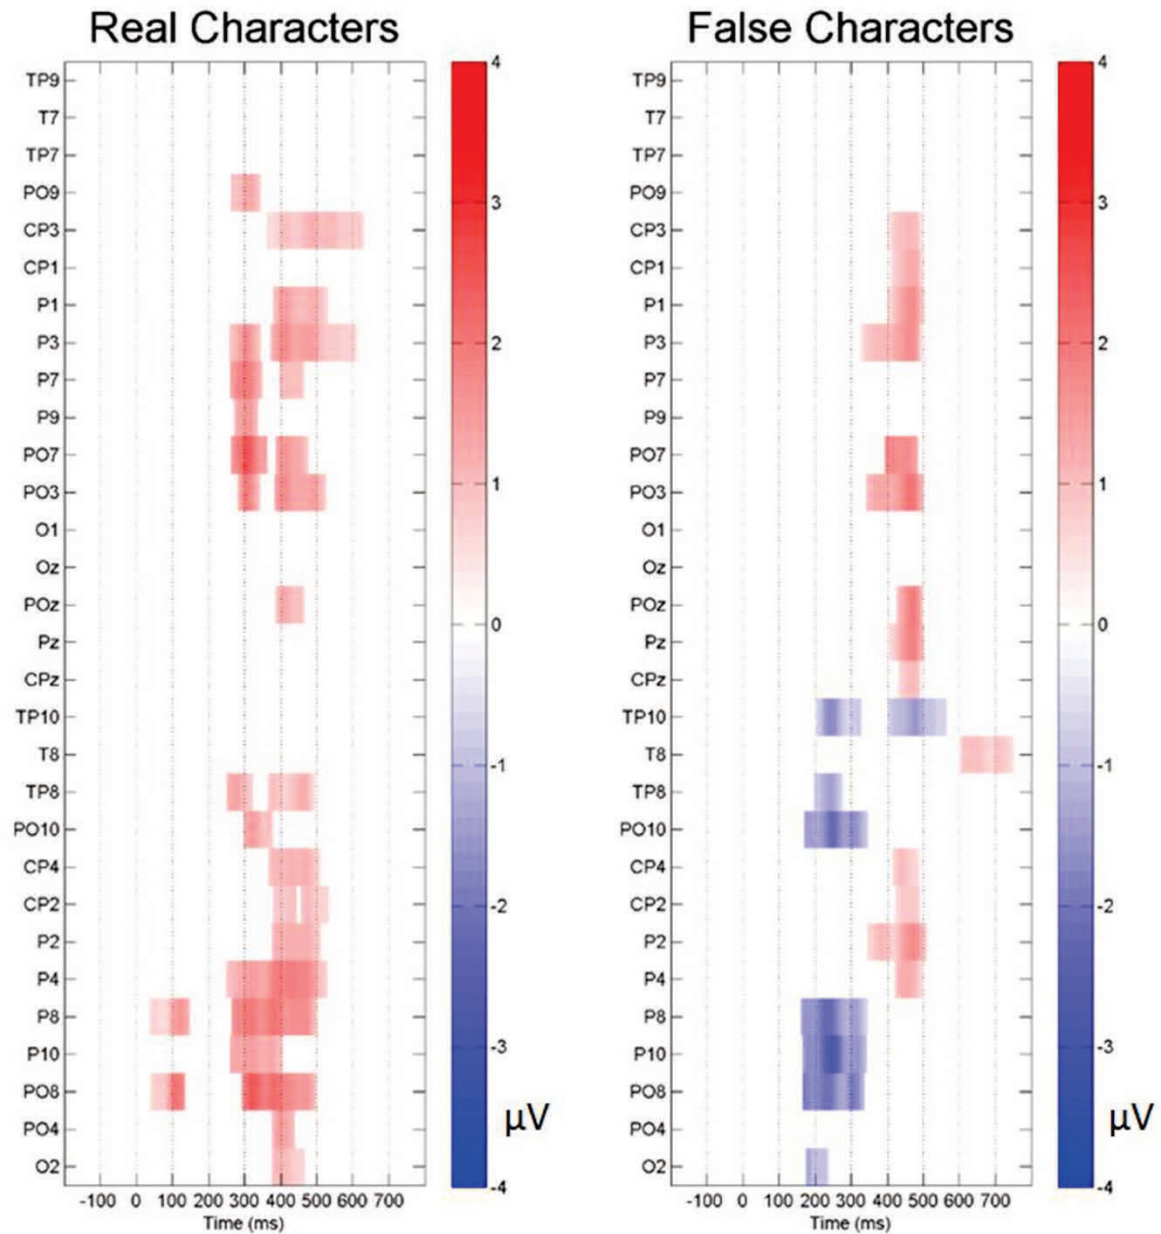 Real Characters
TP9
T7
TP7
PO9
CP3
CP1
P1
P3
P7
P9
PO7
PO3
O1
Oz
POz
Pz
CPz
TP10
T8
TP8
PO10
CP4
CP2
P2
P4
P8
P10
PO8
PO4
O2
-100 0 100 200 300 400 500 600 700
Time (ms)
4
3
2
1
0
-1
-2
-3
-4
µV
False Characters
TP9
T7
TP7
PO9
CP3
CP1
P1
P3
P7
P9
PO7
PO3
O1
Oz
POz
Pz
CPz
TP10
T8
TP8
PO10
CP4
CP2
P2
P4
P8
P10
PO8
PO4
O2
-100 0 100 200 300 400 500 600 700
Time (ms)
4
3
2
1
0
-1
-2
-3
-4
µV